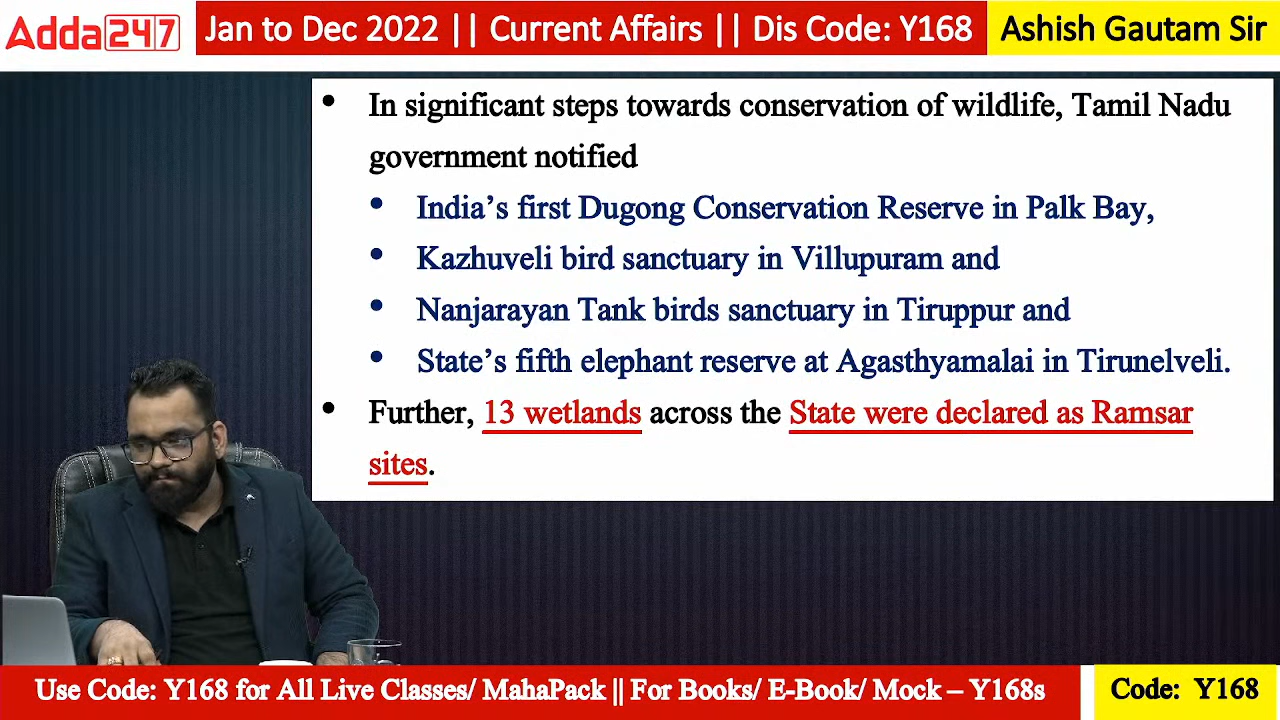 Adda247 Jan to Dec 2022 || Current Affairs || Dis Code: Y168 Ashish Gautam Sir
• In significant steps towards conservation of wildlife, Tamil Nadu
government notified
• India's first Dugong Conservation Reserve in Palk Bay,
• Kazhuveli bird sanctuary in Villupuram and
• Nanjarayan Tank birds sanctuary in Tiruppur and
• State's fifth elephant reserve at Agasthyamalai in Tirunelveli.
• Further, 13 wetlands across the State were declared as Ramsar
sites.
Use Code: Y168 for All Live Classes/ MahaPack || For Books/ E-Book/ Mock – Y168s Code: Y168